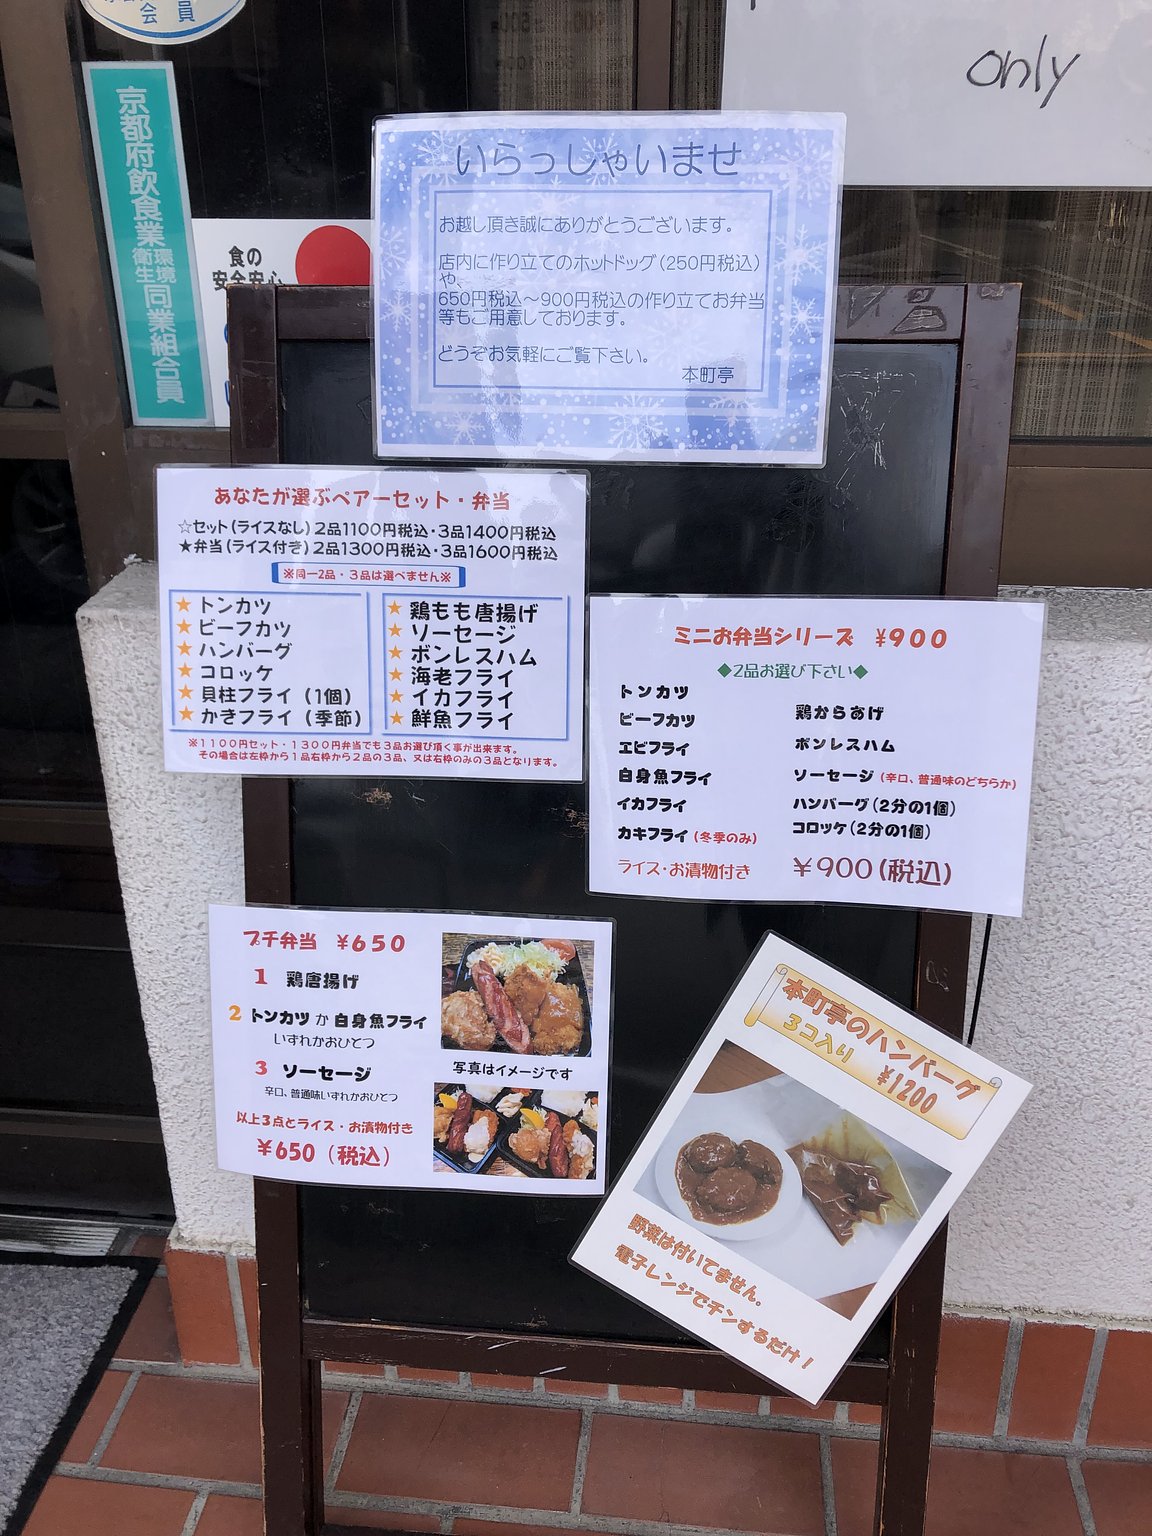 会員
only
京都府飲食業環境衛生同業組合員
食の
安全安心
いらっしゃいませ
お越し頂き誠にありがとうございます。
店内に作り立てのホットドッグ(250円税込)
や、
650円税込～900円税込の作り立てお弁当
等もご用意しております。
どうぞお気軽にご覧下さい。
本町亭
あなたが選ぶペアーセット・弁当
☆セット(ライスなし)2品1100円税込・3品1400円税込
★弁当(ライス付き)2品1300円税込・3品1600円税込
※同一2品・3品は選べません※
★トンカツ
★ビーフカツ
★ハンバーグ
★コロッケ
★貝柱フライ(1個)
★かきフライ(季節)
★鶏もも唐揚げ
★ソーセージ
★ボンレスハム
★海老フライ
★イカフライ
★鮮魚フライ
※1100円セット・1300円弁当でも3品お選び頂く事が出来ます。
その場合は左枠から1品右枠から2品の3品、又は右枠のみの3品となります。
ミニお弁当シリーズ ¥900
◆2品お選び下さい◆
トンカツ
ビーフカツ
エビフライ
白身魚フライ
イカフライ
カキフライ(冬季のみ)
鶏からあげ
ボンレスハム
ソーセージ(辛口、普通味のどちらか)
ハンバーグ(2分の1個)
コロッケ(2分の1個)
ライス・お漬物付き
¥900(税込)
プチ弁当 ¥650
1 鶏唐揚げ
2 トンカツ か 白身魚フライ
いずれかおひとつ
3 ソーセージ
辛口、普通味いずれかおひとつ
以上3点とライス・お漬物付き
¥650(税込)
写真はイメージです
本町亭のハンバーグ
3コ入り ¥1200
野菜は付いてません。
電子レンジでチンするだけ!